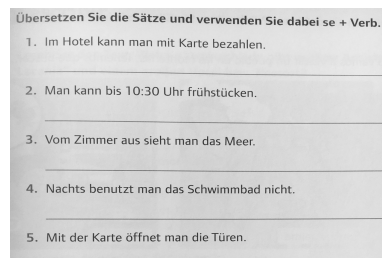 Übersetzen Sie die Sätze und verwenden Sie dabei se + Verb.
1. Im Hotel kann man mit Karte bezahlen.
2. Man kann bis 10:30 Uhr frühstücken.
3. Vom Zimmer aus sieht man das Meer.
4. Nachts benutzt man das Schwimmbad nicht.
5. Mit der Karte öffnet man die Türen.